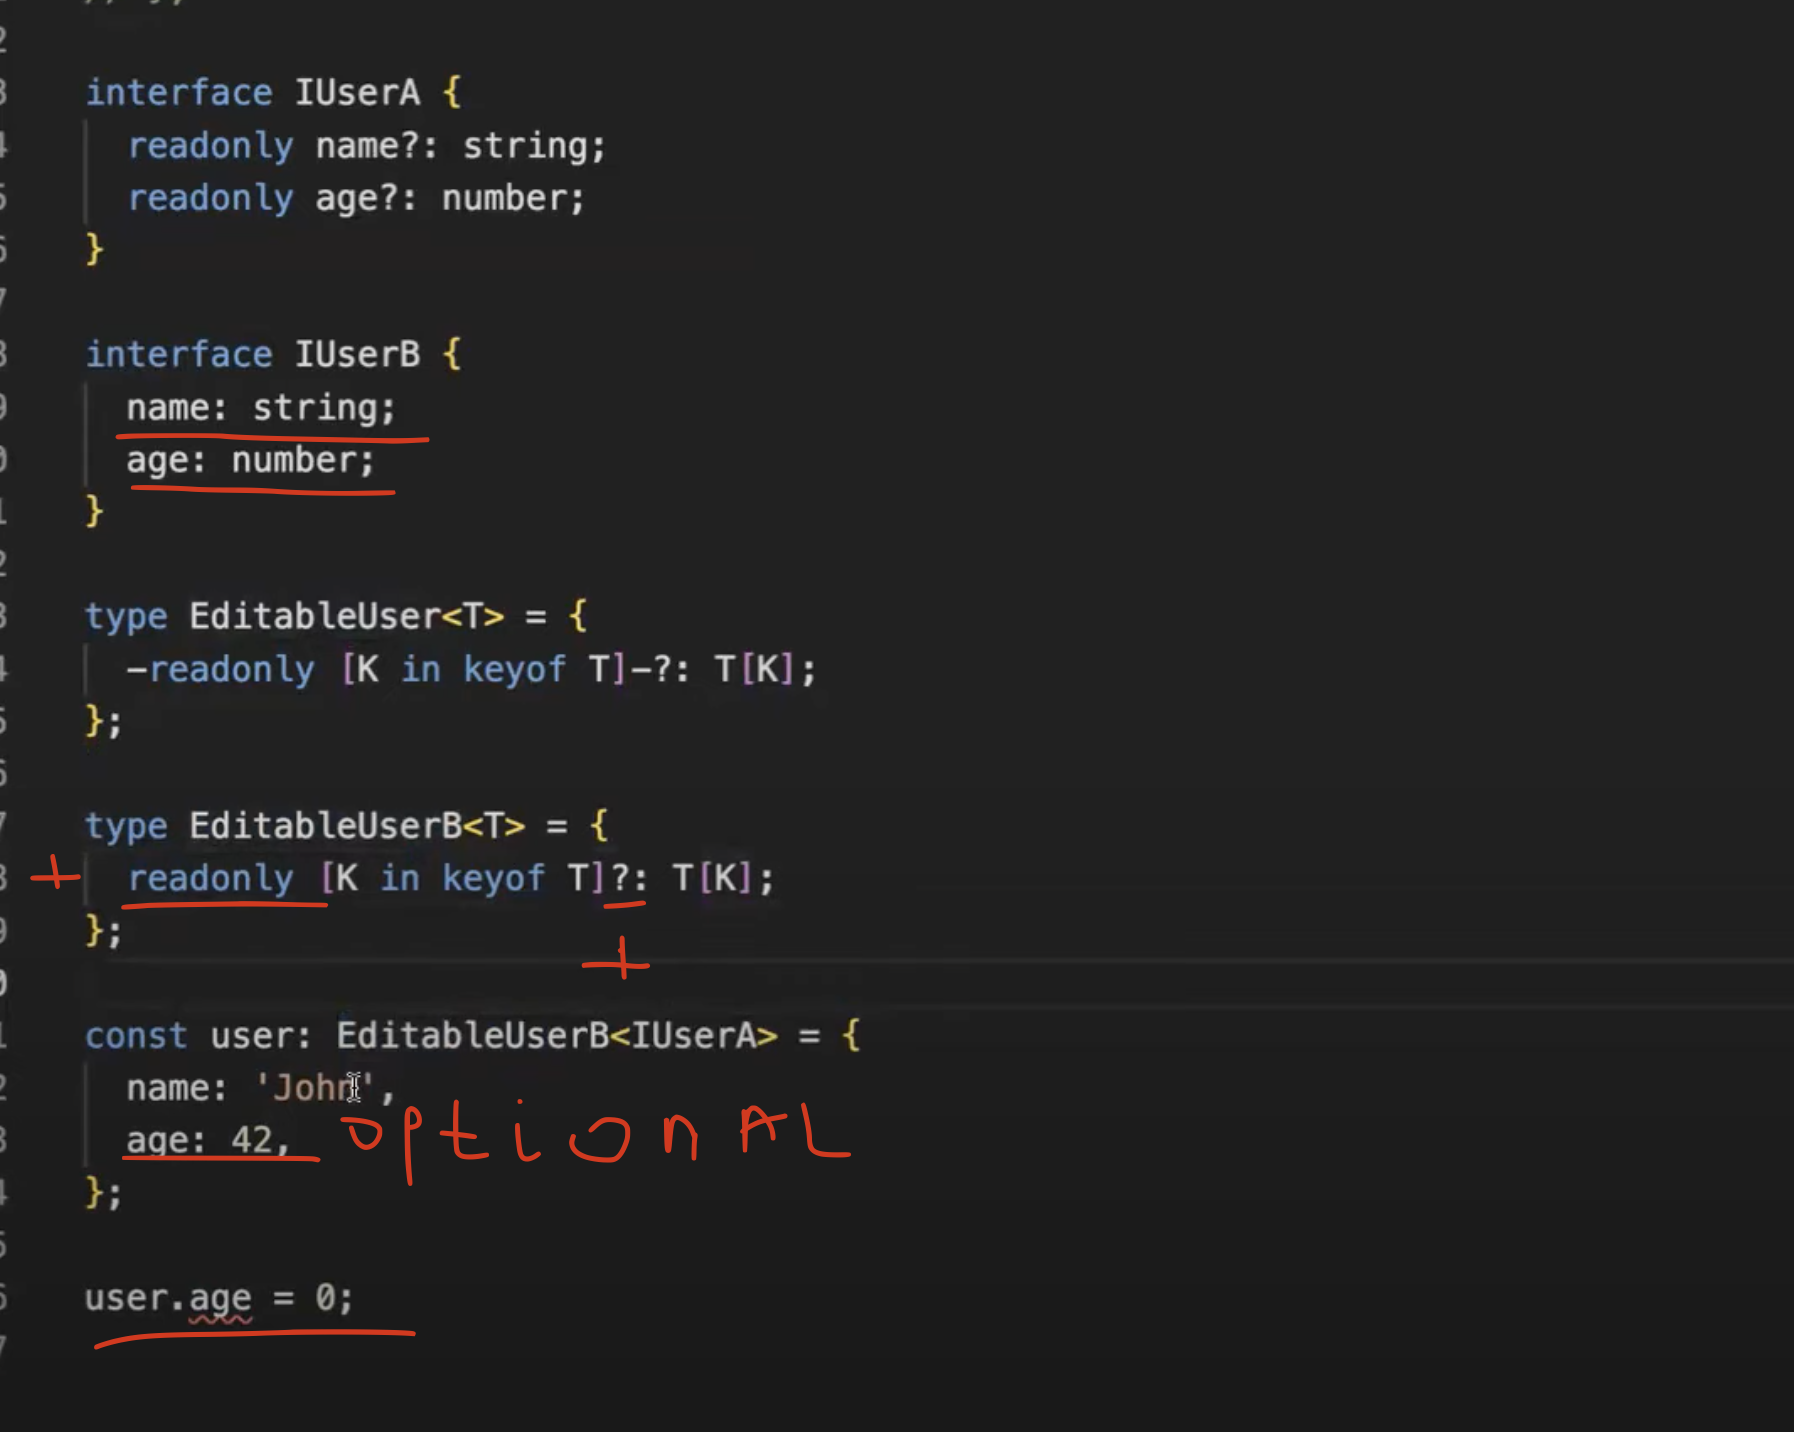 interface IUserA {
readonly name?: string;
readonly age?: number;
}
interface IUserB {
name: string;
age: number;
}
type EditableUser<T> = {
-readonly [K in keyof T]-?: T[K];
};
type EditableUserB<T> = {
+ readonly [K in keyof T]?: T[K];
};
+
const user: EditableUserB<IUserA> = {
name: 'John',
age: 42, optionAL
};
user.age = 0;